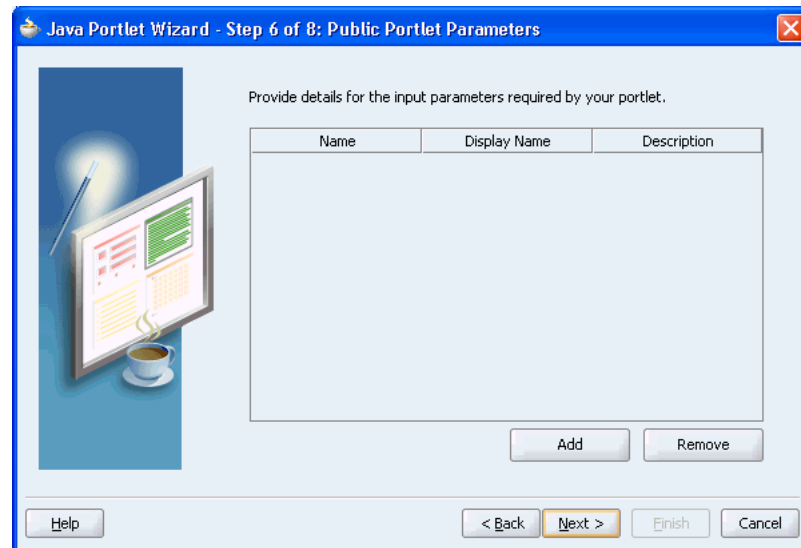 Java Portlet Wizard - Step 6 of 8: Public Portlet Parameters
Provide details for the input parameters required by your portlet.
Name Display Name Description
Add Remove
Help < Back Next > Finish Cancel